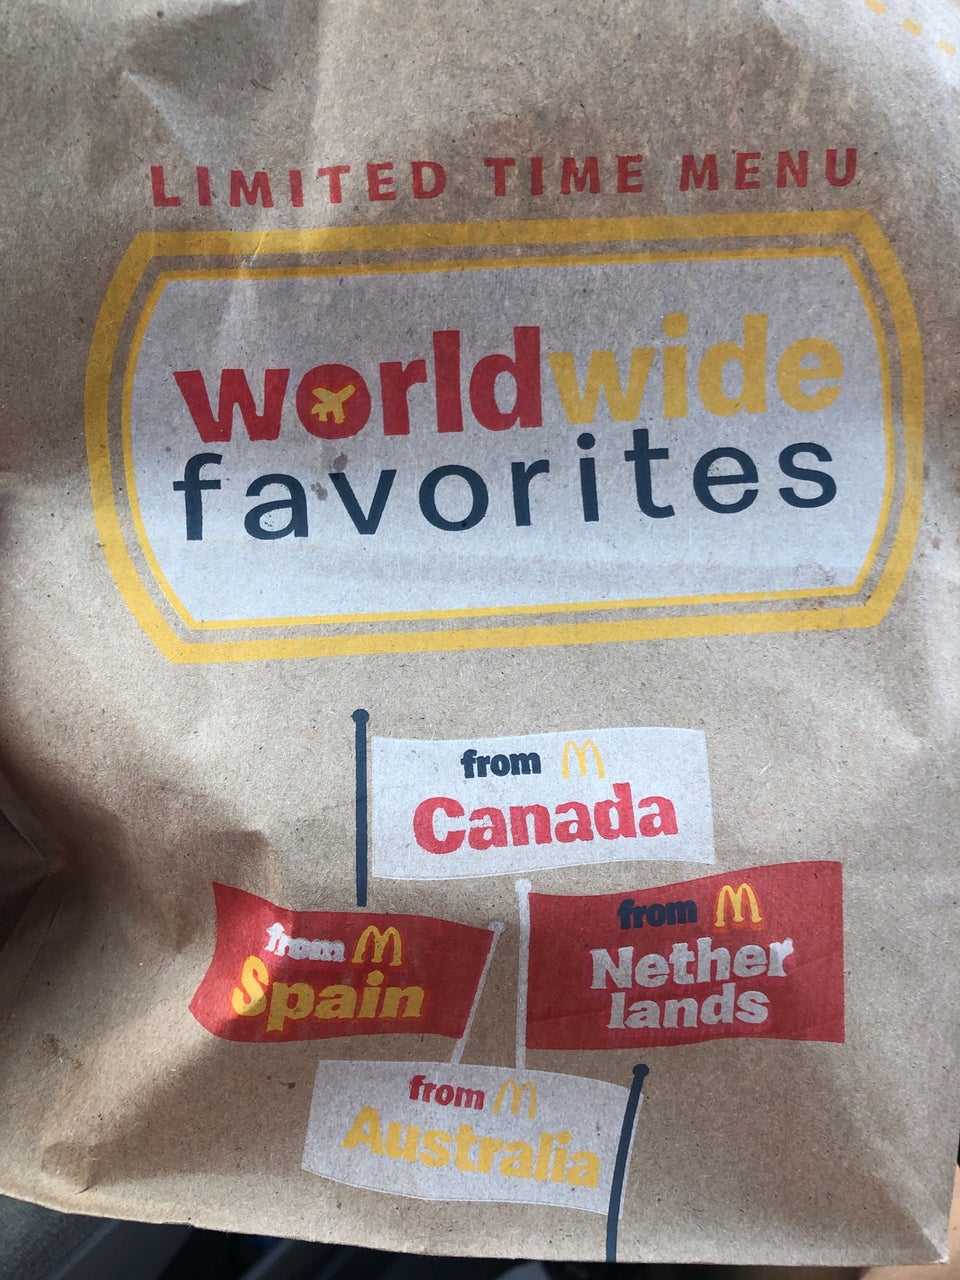 LIMITED TIME MENU
worldwide
favorites
from
Canada
from
Spain
from
Nether
lands
from
Australia